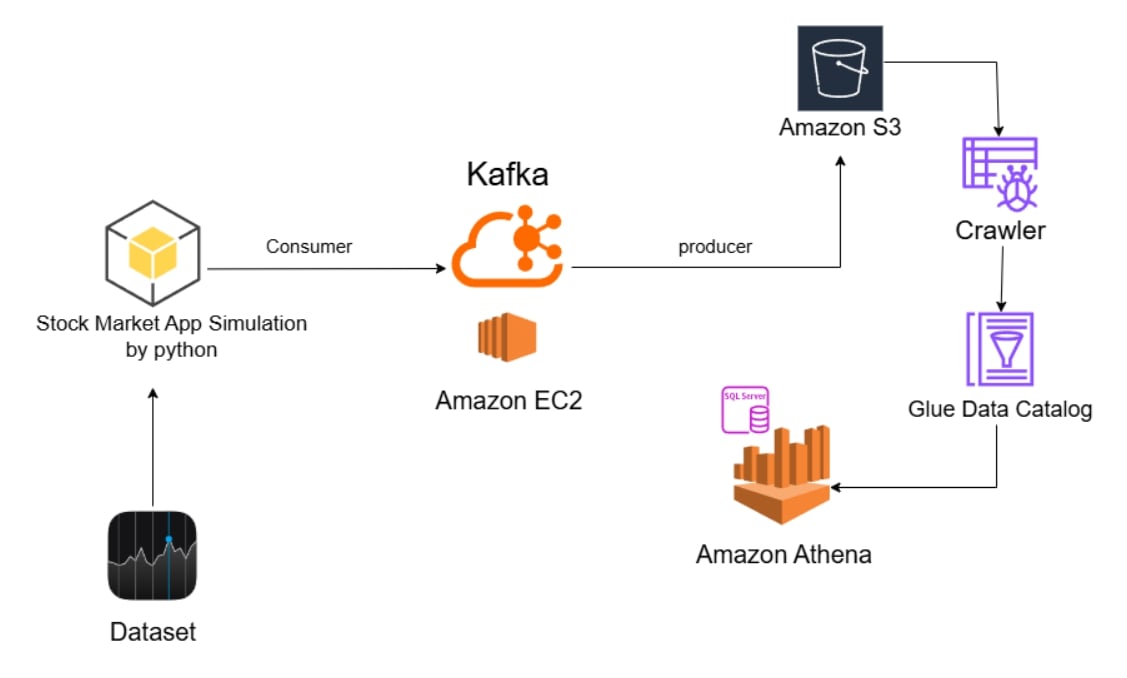 Amazon S3
Kafka
Crawler
Consumer
producer
Stock Market App Simulation
by python
Amazon EC2
SQL Server
Glue Data Catalog
Amazon Athena
Dataset